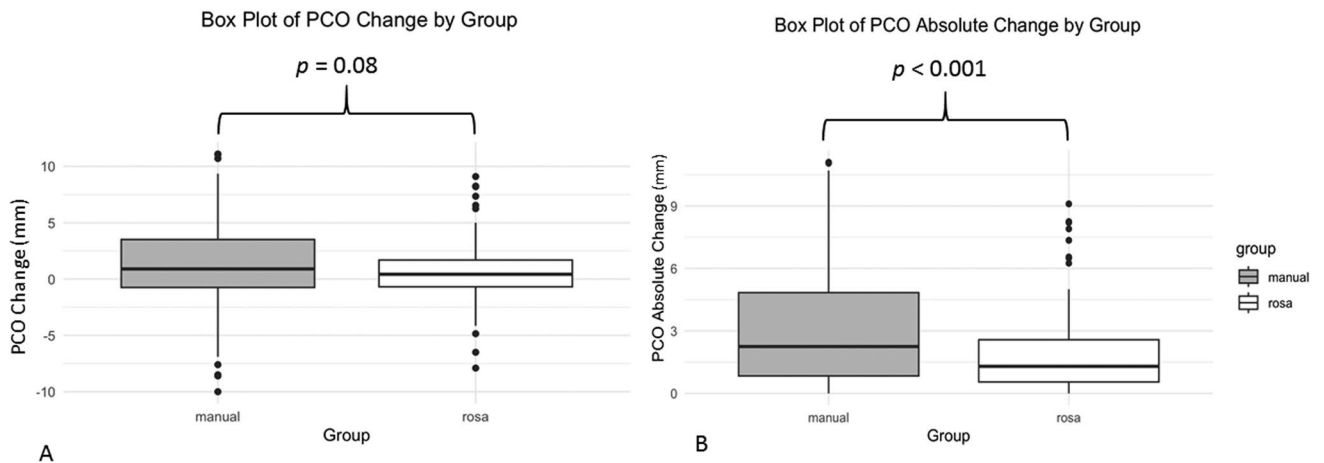 Box Plot of PCO Change by Group
p = 0.08
PCO Change (mm)
10
5
0
-5
-10
manual
rosa
Group
A
Box Plot of PCO Absolute Change by Group
p < 0.001
PCO Absolute Change (mm)
9
6
3
0
manual
rosa
Group
B
group
manual
rosa